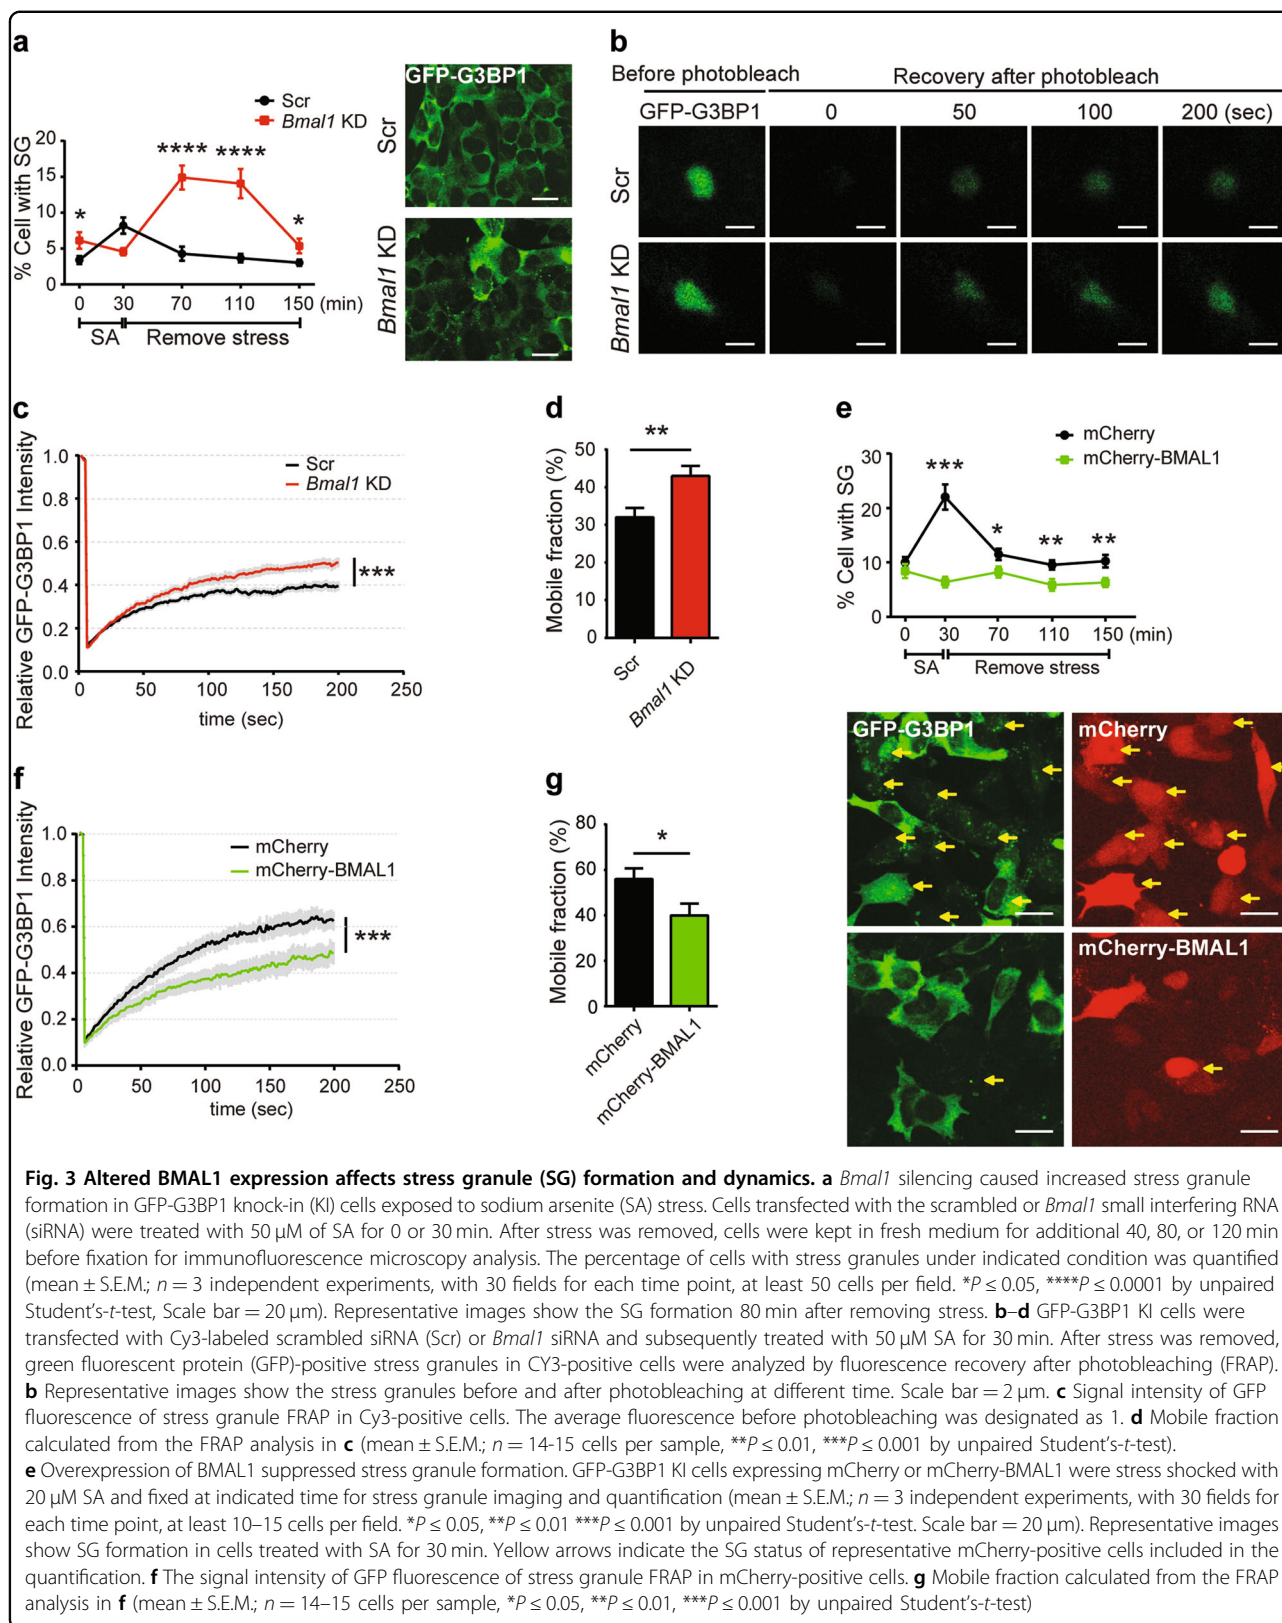 a
Scr
Bmal1 KD
% Cell with SG
20
15
10
5
0
* **** **** *
0 30 70 110 150 (min)
SA Remove stress
GFP-G3BP1
Scr
Bmal1 KD
b
Before photobleach Recovery after photobleach
GFP-G3BP1 0 50 100 200 (sec)
Scr
Bmal1 KD
c
Relative GFP-G3BP1 Intensity
1.0
0.8
0.6
0.4
0.2
0.0
Scr
Bmal1 KD
***
0 50 100 150 200 250
time (sec)
d
Mobile fraction (%)
50
40
30
20
10
0
**
Scr
Bmal1 KD
e
mCherry
mCherry-BMAL1
% Cell with SG
30
20
10
0
*** * ** **
0 30 70 110 150 (min)
SA Remove stress
GFP-G3BP1 mCherry
mCherry-BMAL1
f
Relative GFP-G3BP1 Intensity
1.0
0.8
0.6
0.4
0.2
0.0
mCherry
mCherry-BMAL1
***
0 50 100 150 200 250
time (sec)
g
Mobile fraction (%)
80
60
40
20
0
*
mCherry
mCherry-BMAL1
Fig. 3 Altered BMAL1 expression affects stress granule (SG) formation and dynamics. a Bmal1 silencing caused increased stress granule
formation in GFP-G3BP1 knock-in (KI) cells exposed to sodium arsenite (SA) stress. Cells transfected with the scrambled or Bmal1 small interfering RNA
(siRNA) were treated with 50 µM of SA for 0 or 30 min. After stress was removed, cells were kept in fresh medium for additional 40, 80, or 120 min
before fixation for immunofluorescence microscopy analysis. The percentage of cells with stress granules under indicated condition was quantified
(mean ± S.E.M.; n = 3 independent experiments, with 30 fields for each time point, at least 50 cells per field. *P ≤ 0.05, ****P ≤ 0.0001 by unpaired
Student's-t-test, Scale bar = 20 µm). Representative images show the SG formation 80 min after removing stress. b–d GFP-G3BP1 KI cells were
transfected with Cy3-labeled scrambled siRNA (Scr) or Bmal1 siRNA and subsequently treated with 50 µM SA for 30 min. After stress was removed,
green fluorescent protein (GFP)-positive stress granules in CY3-positive cells were analyzed by fluorescence recovery after photobleaching (FRAP).
b Representative images show the stress granules before and after photobleaching at different time. Scale bar = 2 µm. c Signal intensity of GFP
fluorescence of stress granule FRAP in Cy3-positive cells. The average fluorescence before photobleaching was designated as 1. d Mobile fraction
calculated from the FRAP analysis in c (mean ± S.E.M.; n = 14-15 cells per sample, **P ≤ 0.01, ***P ≤ 0.001 by unpaired Student's-t-test).
e Overexpression of BMAL1 suppressed stress granule formation. GFP-G3BP1 KI cells expressing mCherry or mCherry-BMAL1 were stress shocked with
20 µM SA and fixed at indicated time for stress granule imaging and quantification (mean ± S.E.M.; n = 3 independent experiments, with 30 fields for
each time point, at least 10–15 cells per field. *P ≤ 0.05, **P ≤ 0.01 ***P ≤ 0.001 by unpaired Student's-t-test. Scale bar = 20 µm). Representative images
show SG formation in cells treated with SA for 30 min. Yellow arrows indicate the SG status of representative mCherry-positive cells included in the
quantification. f The signal intensity of GFP fluorescence of stress granule FRAP in mCherry-positive cells. g Mobile fraction calculated from the FRAP
analysis in f (mean ± S.E.M.; n = 14–15 cells per sample, *P ≤ 0.05, **P ≤ 0.01, ***P ≤ 0.001 by unpaired Student's-t-test)